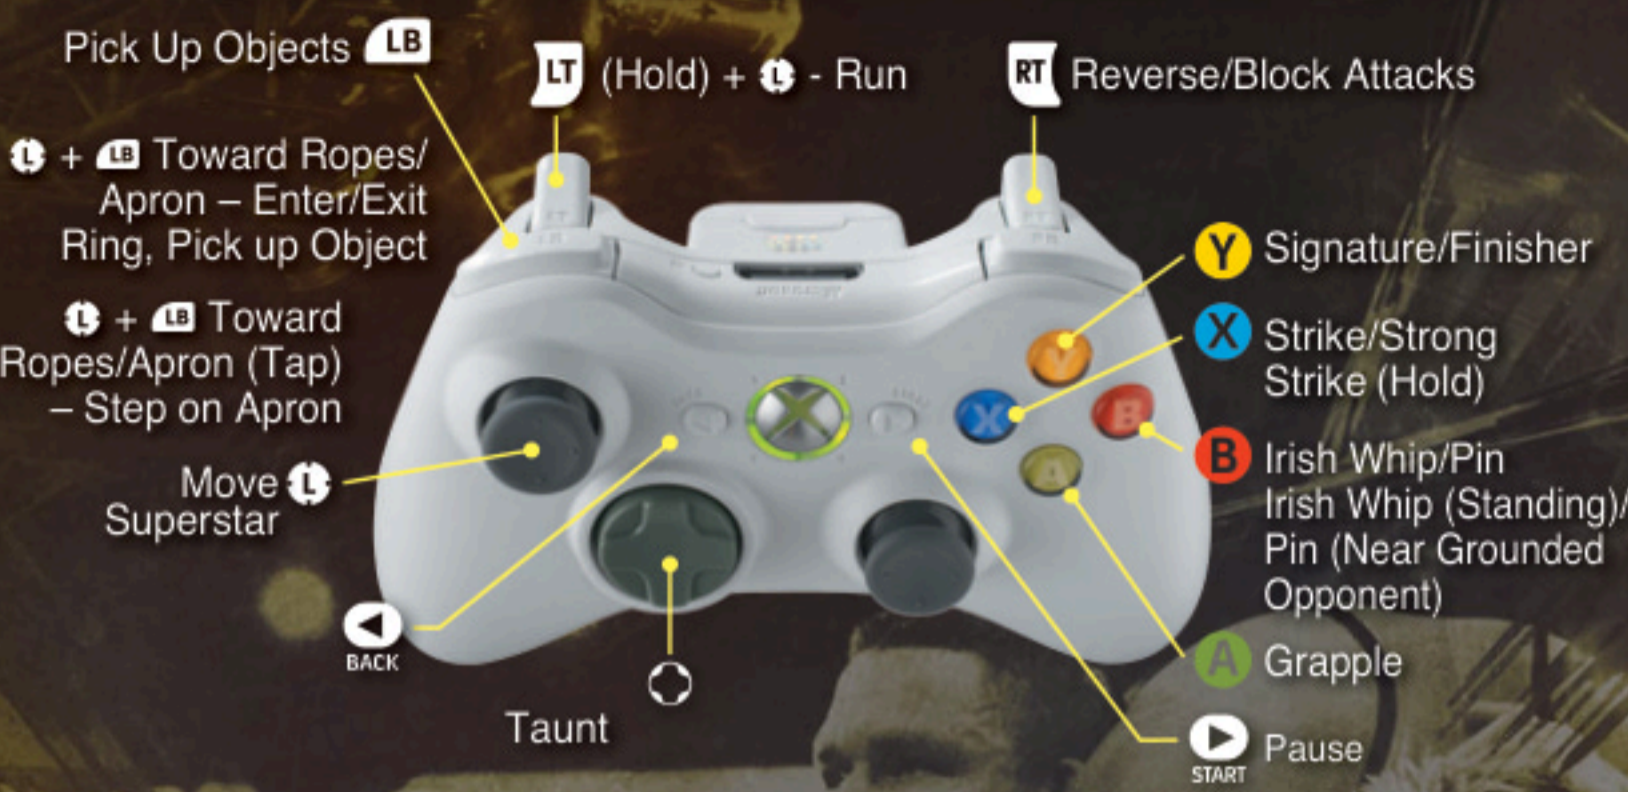 Pick Up Objects LB
LT (Hold) + L - Run
RT Reverse/Block Attacks
L + LB Toward Ropes/
Apron – Enter/Exit
Ring, Pick up Object
L + LB Toward
Ropes/Apron (Tap)
– Step on Apron
Move L
Superstar
BACK
Taunt
Y Signature/Finisher
X Strike/Strong
Strike (Hold)
B Irish Whip/Pin
Irish Whip (Standing)/
Pin (Near Grounded
Opponent)
A Grapple
Pause
START
Y
X
B
A